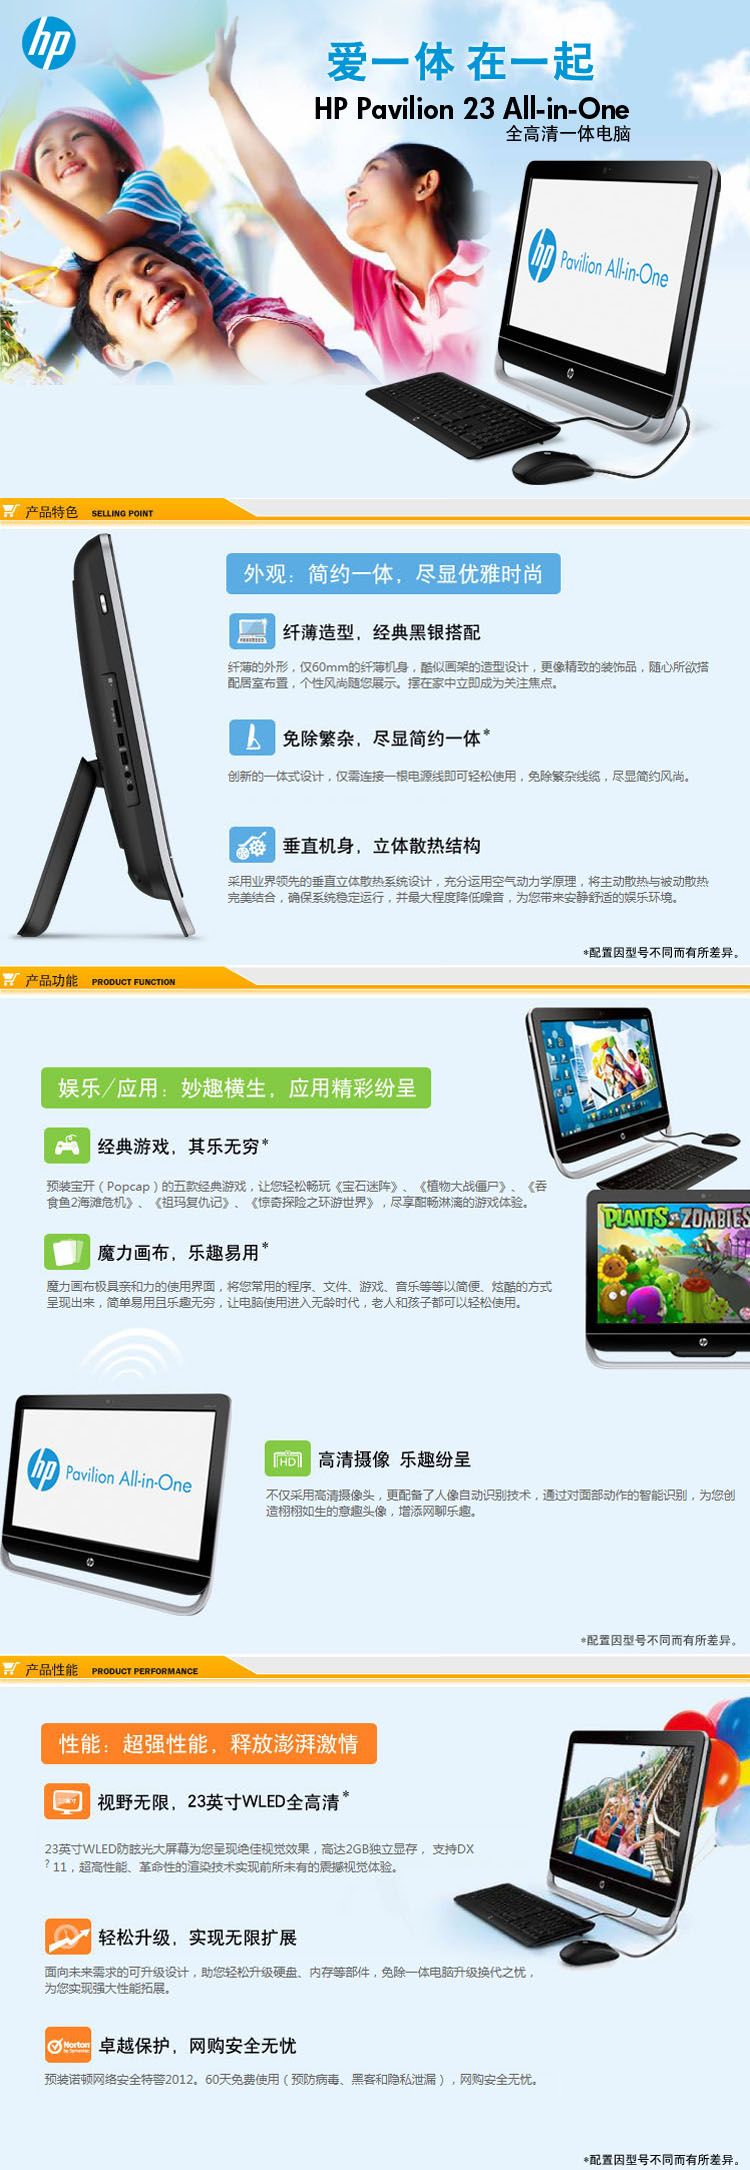 hp
爱一体 在一起
HP Pavilion 23 All-in-One
全高清一体电脑
hp Pavilion All-in-One
产品特色 SELLING POINT
外观：简约一体，尽显优雅时尚
纤薄造型，经典黑银搭配
纤薄的外形，仅60mm的纤薄机身，酷似画架的造型设计，更像精致的装饰品，随心所欲搭
配居室布置，个性风尚随您展示。摆在家中立即成为关注焦点。
免除繁杂，尽显简约一体*
创新的一体式设计，仅需连接一根电源线即可轻松使用，免除繁杂线缆，尽显简约风尚。
垂直机身，立体散热结构
采用业界领先的垂直立体散热系统设计，充分运用空气动力学原理，将主动散热与被动散热
完美结合，确保系统稳定运行，并最大程度降低噪音，为您带来安静舒适的娱乐环境。
*配置因型号不同而有所差异。
产品功能 PRODUCT FUNCTION
娱乐/应用：妙趣横生，应用精彩纷呈
经典游戏，其乐无穷*
预装宝开（Popcap）的五款经典游戏，让您轻松畅玩《宝石迷阵》、《植物大战僵尸》、《吞
食鱼2海滩危机》、《祖玛复仇记》、《惊奇探险之环游世界》，尽享酣畅淋漓的游戏体验。
PLANTS VS. ZOMBIES
魔力画布，乐趣易用*
魔力画布极具亲和力的使用界面，将您常用的程序、文件、游戏、音乐等等以简便、炫酷的方式
呈现出来，简单易用且乐趣无穷，让电脑使用进入无龄时代，老人和孩子都可以轻松使用。
hp Pavilion All-in-One
HD
高清摄像 乐趣纷呈
不仅采用高清摄像头，更配备了人像自动识别技术，通过对面部动作的智能识别，为您创
造栩栩如生的意趣头像，增添网聊乐趣。
*配置因型号不同而有所差异。
产品性能 PRODUCT PERFORMANCE
性能：超强性能，释放澎湃激情
视野无限，23英寸WLED全高清*
23英寸WLED防眩光大屏幕为您呈现绝佳视觉效果，高达2GB独立显存， 支持DX
? 11，超高性能、革命性的渲染技术实现前所未有的震撼视觉体验。
轻松升级，实现无限扩展
面向未来需求的可升级设计，助您轻松升级硬盘、内存等部件，免除一体电脑升级换代之忧，
为您实现强大性能拓展。
Norton
卓越保护，网购安全无忧
预装诺顿网络安全特警2012。60天免费使用（预防病毒、黑客和隐私泄漏），网购安全无忧。
*配置因型号不同而有所差异。